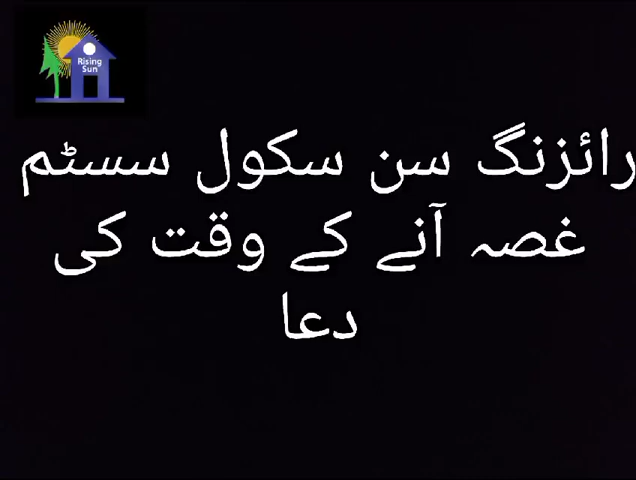 Rising
Sun
رائزنگ سن سکول سسٹم
غصہ آنے کے وقت کی
دعا